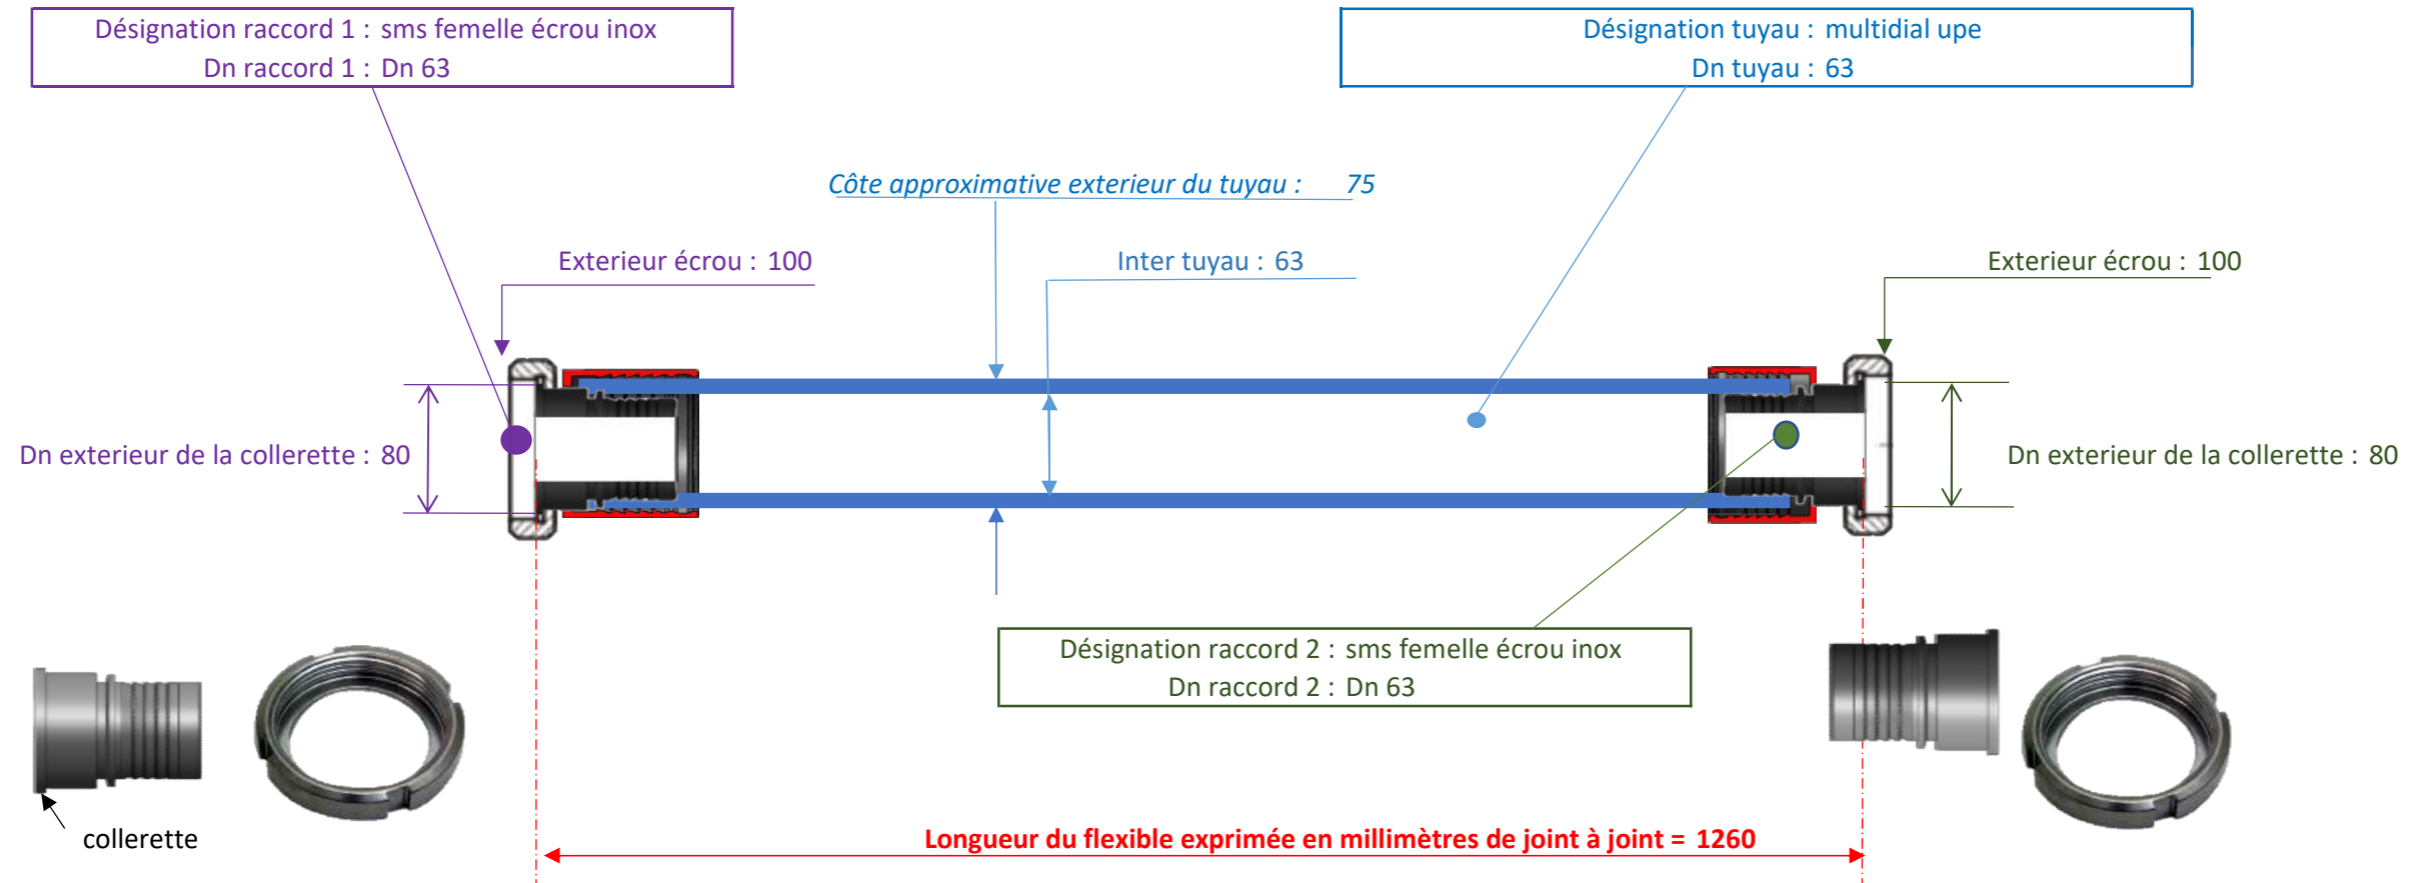 Désignation raccord 1 : sms femelle écrou inox
Dn raccord 1 : Dn 63
Désignation tuyau : multidial upe
Dn tuyau : 63
Côte approximative exterieur du tuyau : 75
Exterieur écrou : 100
Inter tuyau : 63
Exterieur écrou : 100
Dn exterieur de la collerette : 80
Dn exterieur de la collerette : 80
Désignation raccord 2 : sms femelle écrou inox
Dn raccord 2 : Dn 63
collerette
Longueur du flexible exprimée en millimètres de joint à joint = 1260